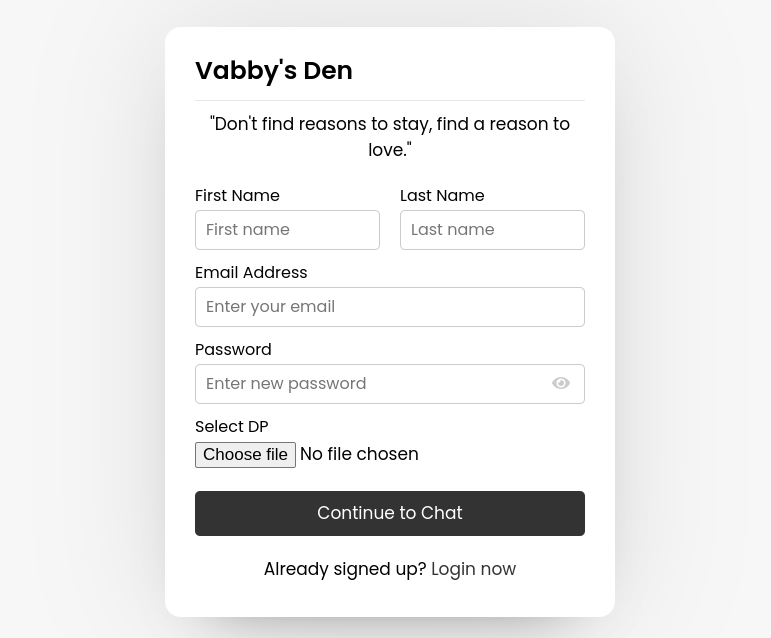 Vabby's Den
"Don't find reasons to stay, find a reason to
love."
First Name
Last Name
First name
Last name
Email Address
Enter your email
Password
Enter new password
Select DP
Choose file No file chosen
Continue to Chat
Already signed up? Login now